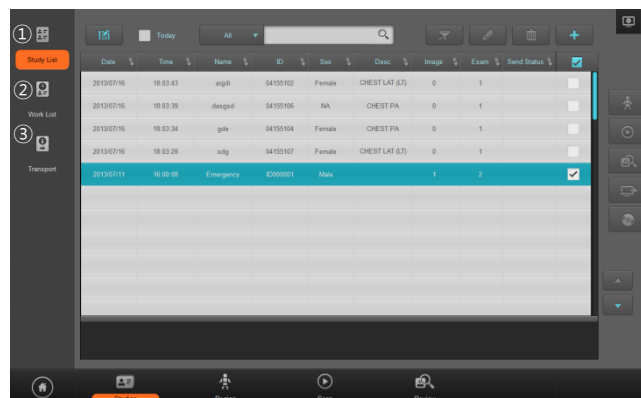 ① Today All
Study List Date Time Name ID Sex Desc Image Exam Send Status
2013/07/16 18:03:43 aqjdi 04155102 Female CHEST LAT (LT) 0 1
② 2013/07/16 18:03:39 dasged 04155106 NA CHEST PA 0 1
Work List
2013/07/16 18:03:34 gde 04155104 Female CHEST PA 0 1
③ 2013/07/16 18:03:28 sdg 04155107 Female CHEST LAT (LT) 0 1
Transport 2013/07/11 16:00:08 Emergency ID000001 Male 1 2